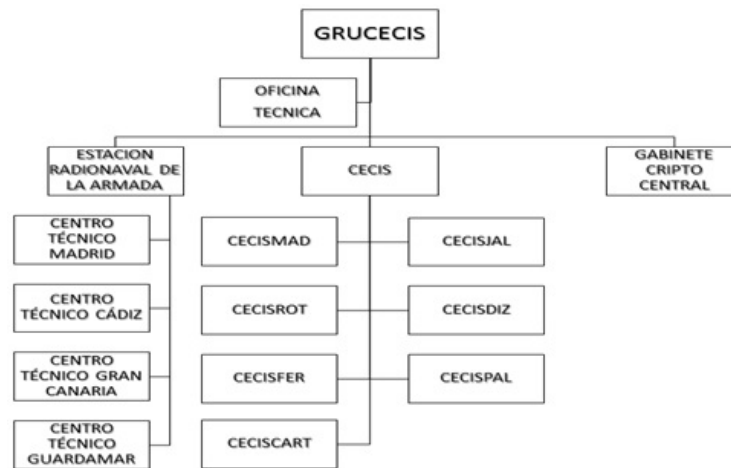 GRUCECIS
OFICINA
TECNICA
ESTACION
RADIONAVAL DE
LA ARMADA
CECIS
GABINETE
CRIPTO
CENTRAL
CENTRO
TÉCNICO
MADRID
CECISMAD
CECISJAL
CENTRO
TÉCNICO CÁDIZ
CECISROT
CECISDIZ
CENTRO
TÉCNICO GRAN
CANARIA
CECISFER
CECISPAL
CENTRO
TÉCNICO
GUARDAMAR
CECISCART